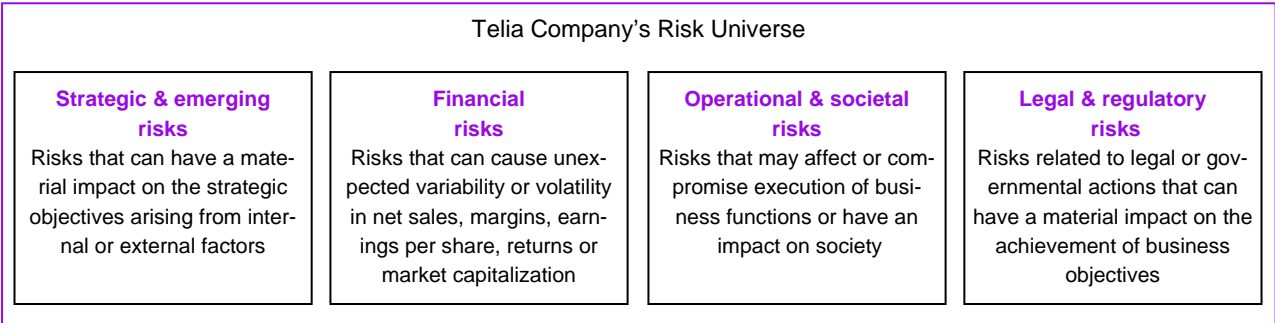 Telia Company’s Risk Universe
Strategic & emerging
risks
Risks that can have a mate-
rial impact on the strategic
objectives arising from inter-
nal or external factors
Financial
risks
Risks that can cause unex-
pected variability or volatility
in net sales, margins, earn-
ings per share, returns or
market capitalization
Operational & societal
risks
Risks that may affect or com-
promise execution of busi-
ness functions or have an
impact on society
Legal & regulatory
risks
Risks related to legal or gov-
ernmental actions that can
have a material impact on the
achievement of business
objectives